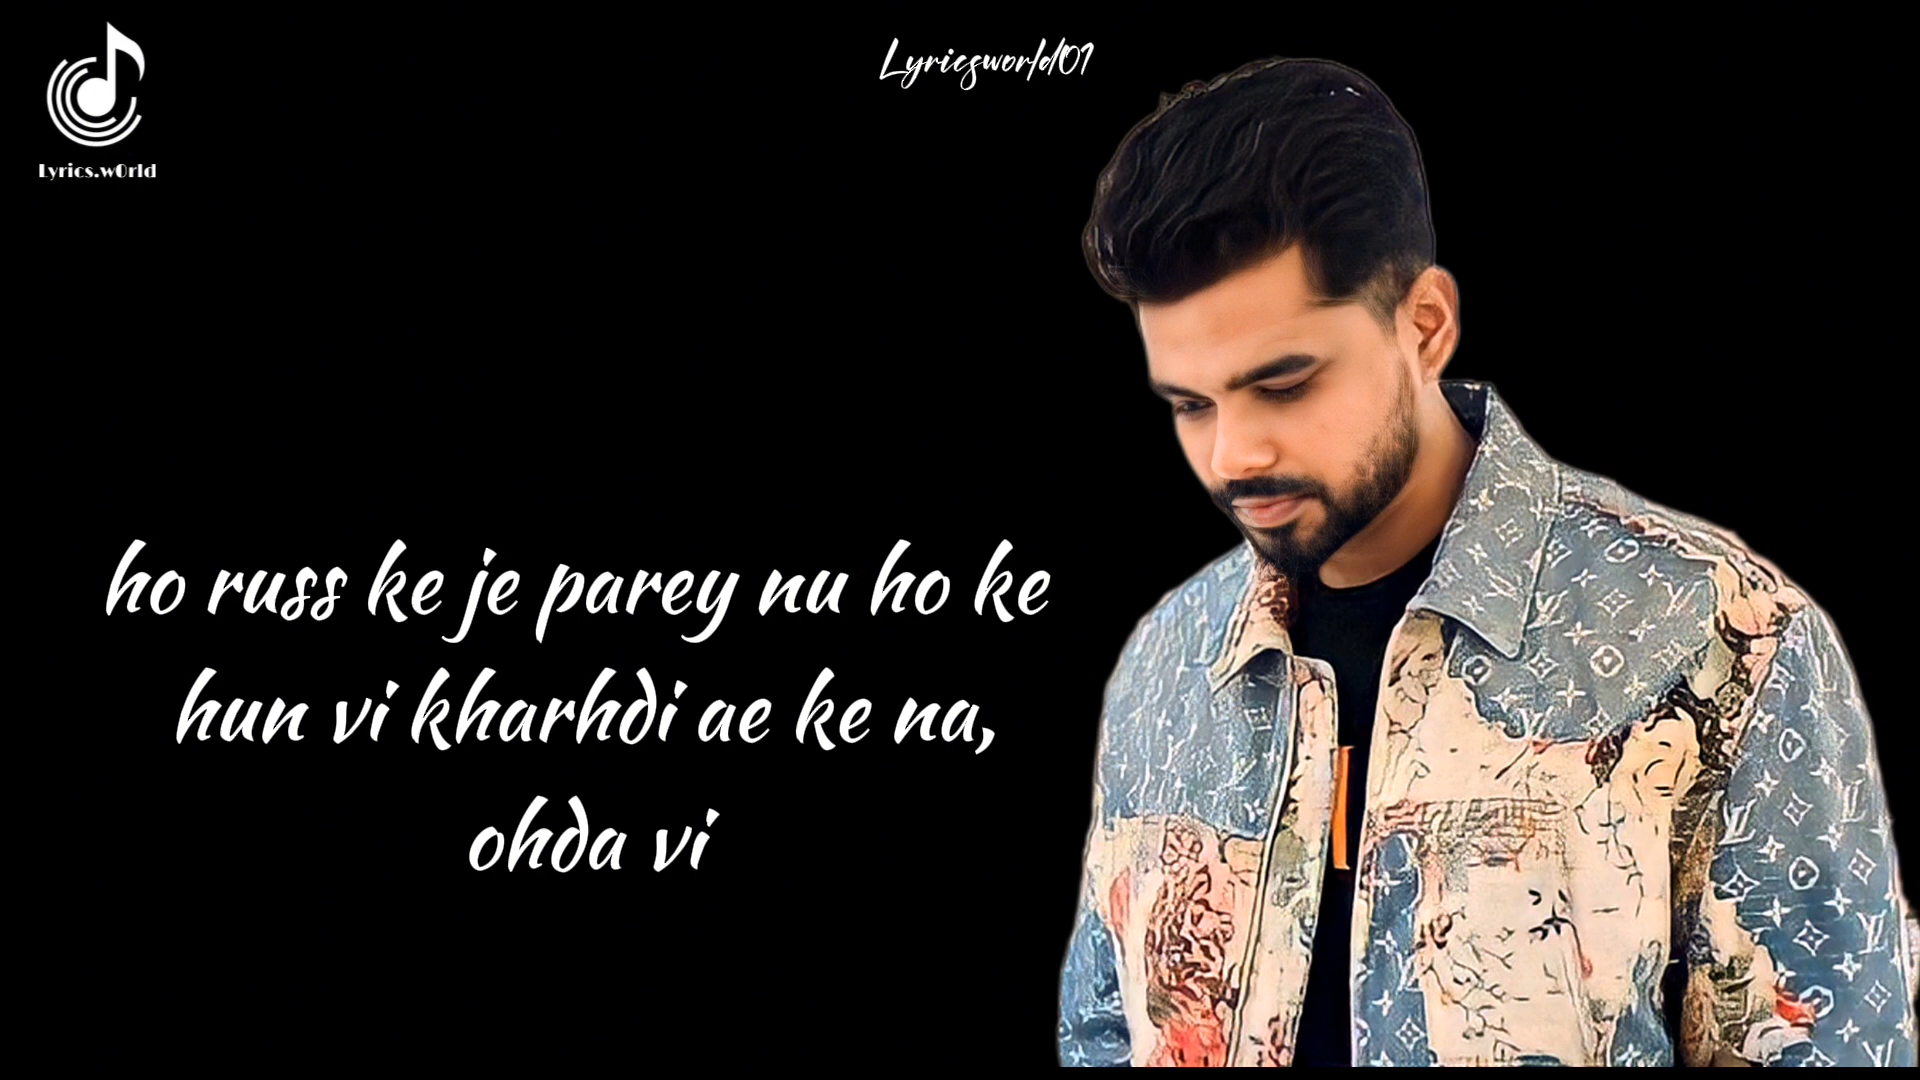 Lyricsworld01
Lyrics.w0rld
ho russ ke je parey nu ho ke
hun vi kharhdi ae ke na,
ohda vi